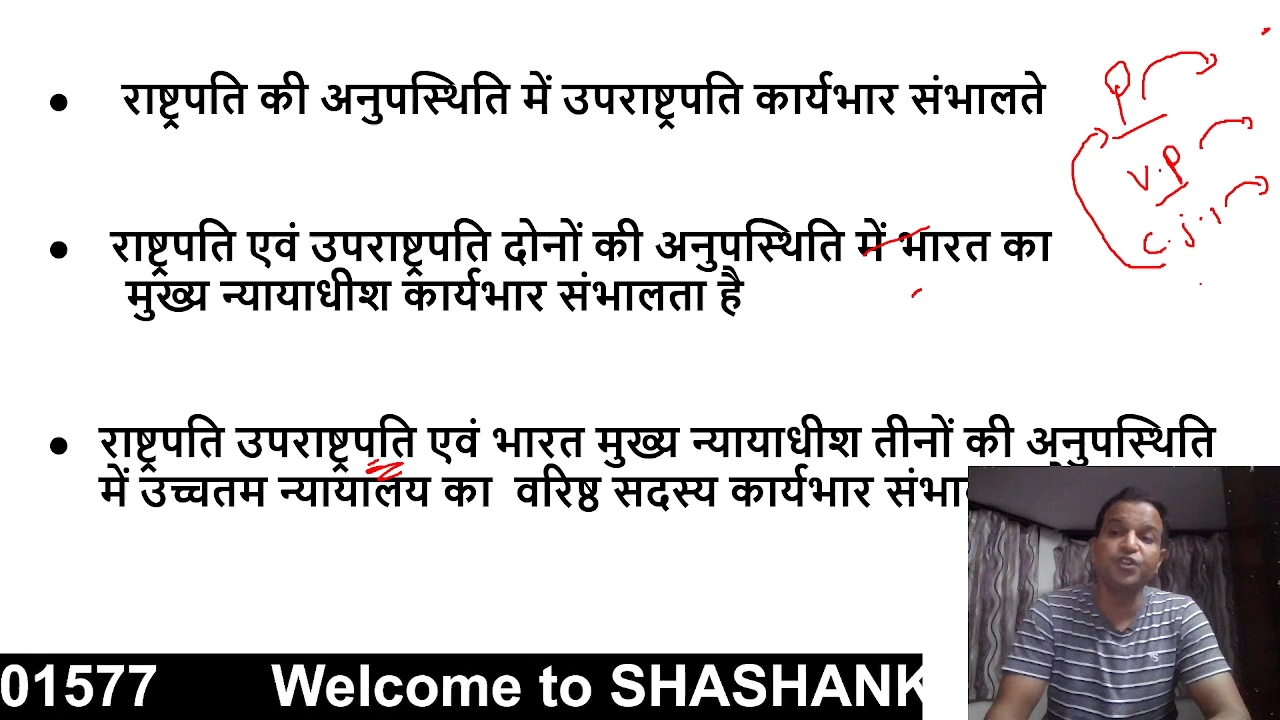 राष्ट्रपति की अनुपस्थिति में उपराष्ट्रपति कार्यभार संभालते
राष्ट्रपति एवं उपराष्ट्रपति दोनों की अनुपस्थिति में भारत का
मुख्य न्यायाधीश कार्यभार संभालता है
राष्ट्रपति उपराष्ट्रपति एवं भारत मुख्य न्यायाधीश तीनों की अनुपस्थिति
में उच्चतम न्यायालय का वरिष्ठ सदस्य कार्यभार
P
V.P
C.J.I
01577 Welcome to SHASHANK